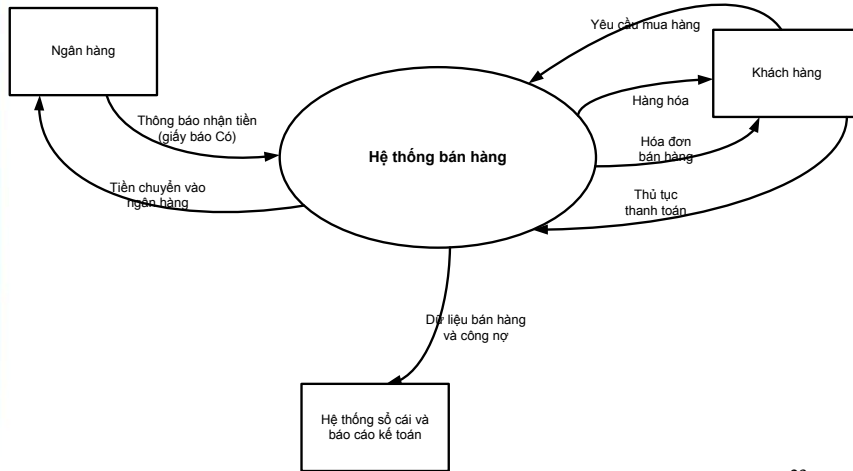 Ngân hàng
Thông báo nhận tiền
(giấy báo Có)
Tiền chuyển vào
ngân hàng
Hệ thống bán hàng
Yêu cầu mua hàng
Khách hàng
Hàng hóa
Hóa đơn
bán hàng
Thủ tục
thanh toán
Dữ liệu bán hàng
và công nợ
Hệ thống sổ cái và
báo cáo kế toán